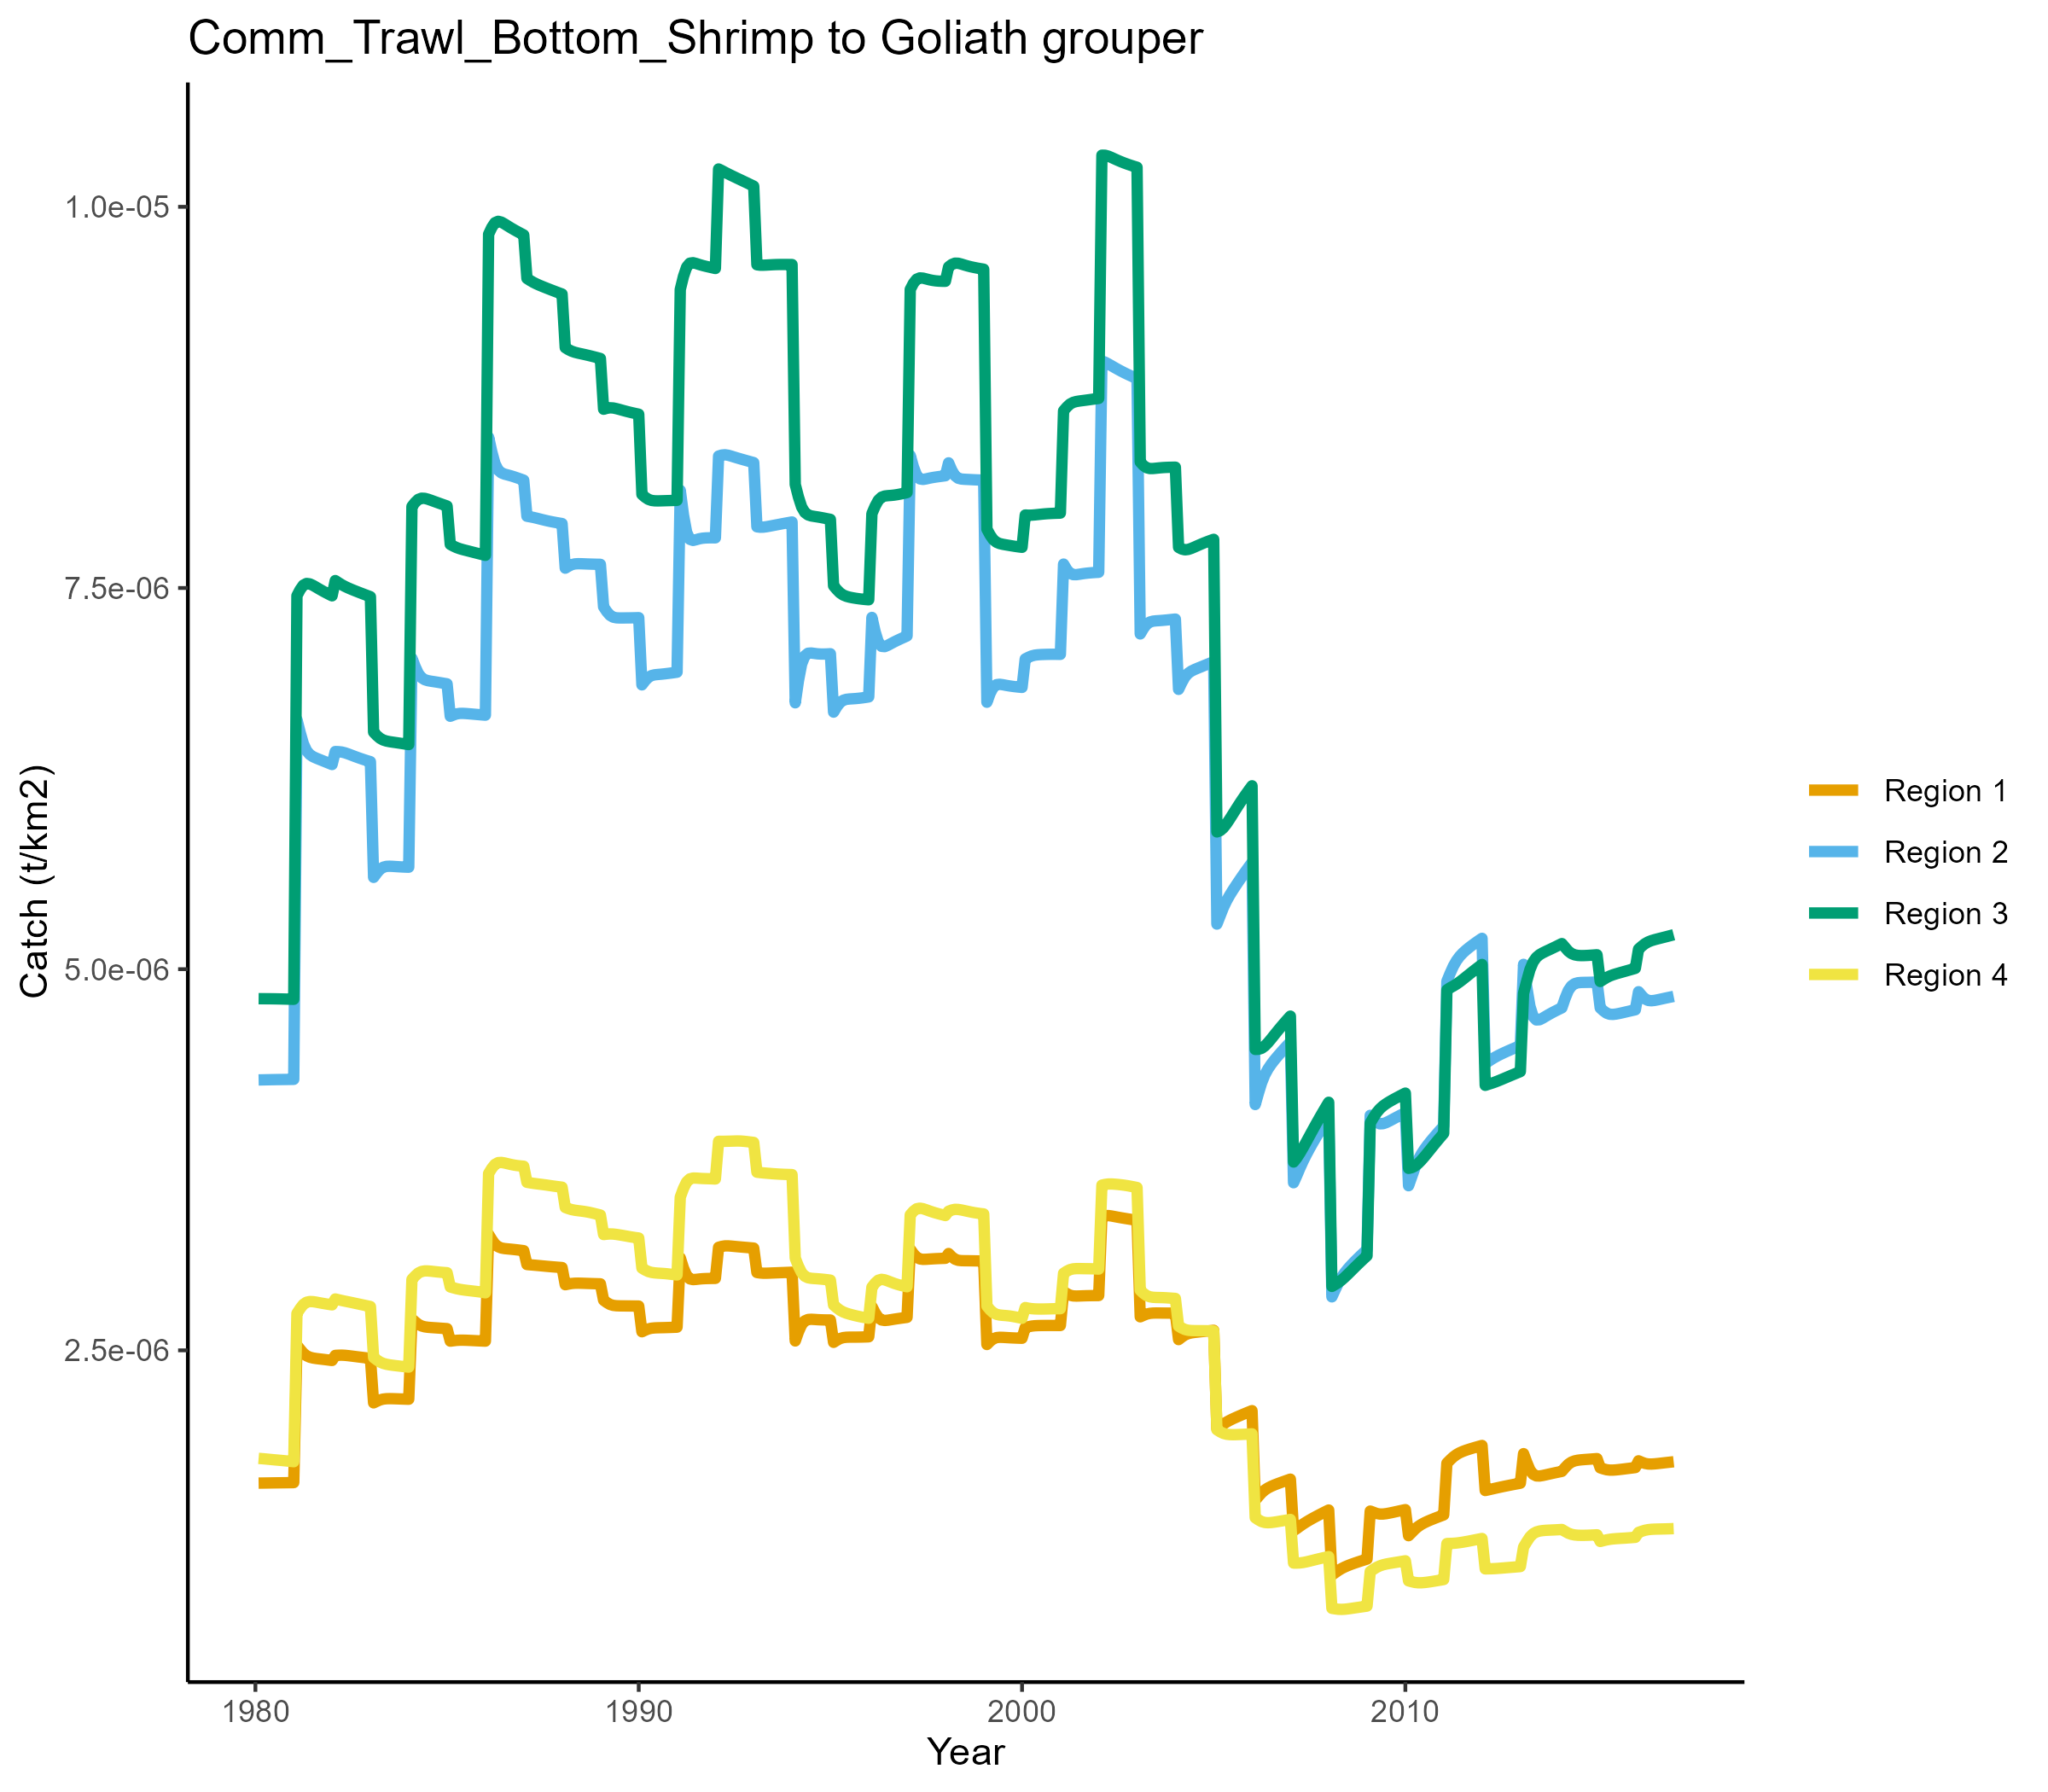 Comm_Trawl_Bottom_Shrimp to Goliath grouper
Catch (t/km2)
1.0e-05
7.5e-06
5.0e-06
2.5e-06
1980
1990
2000
2010
Year
Region 1
Region 2
Region 3
Region 4